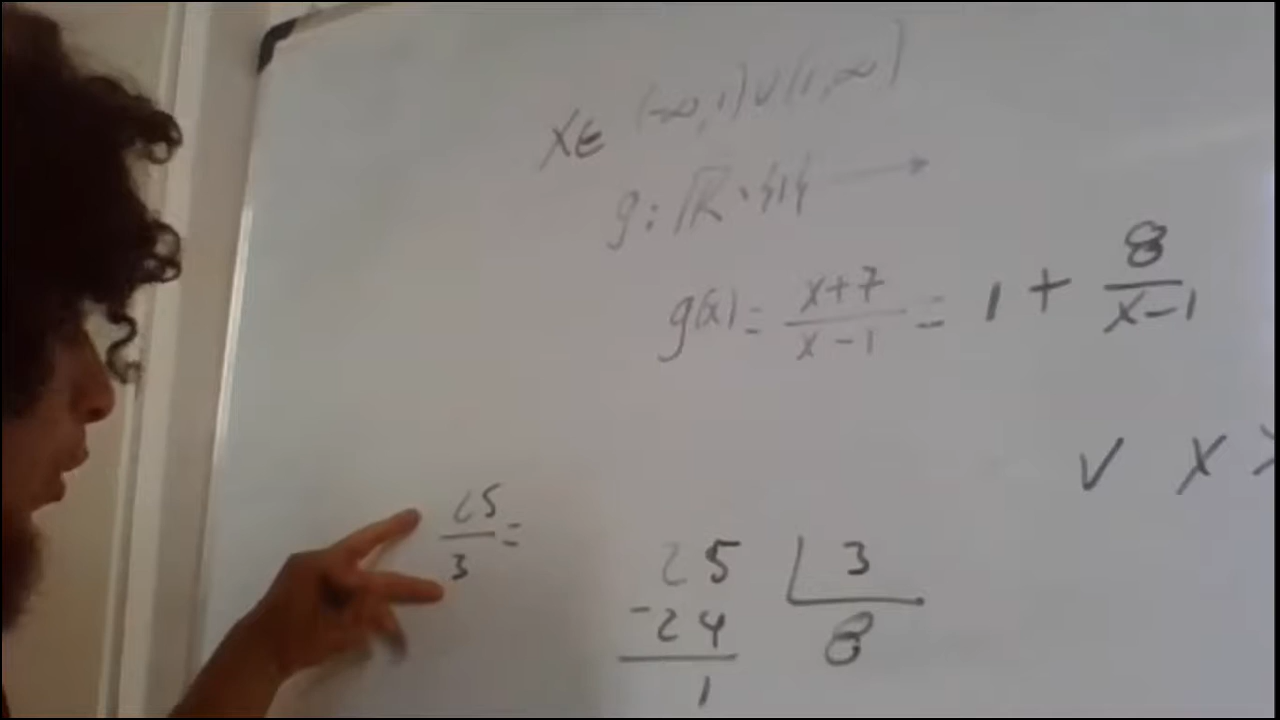 x∈ (-∞,1)∪(1,∞)
g: ℝ∖{1} →
g(x) = (x+7)/(x-1) = 1 + 8/(x-1)
∨ x >
25/3 =
25 | 3
-24 8
1